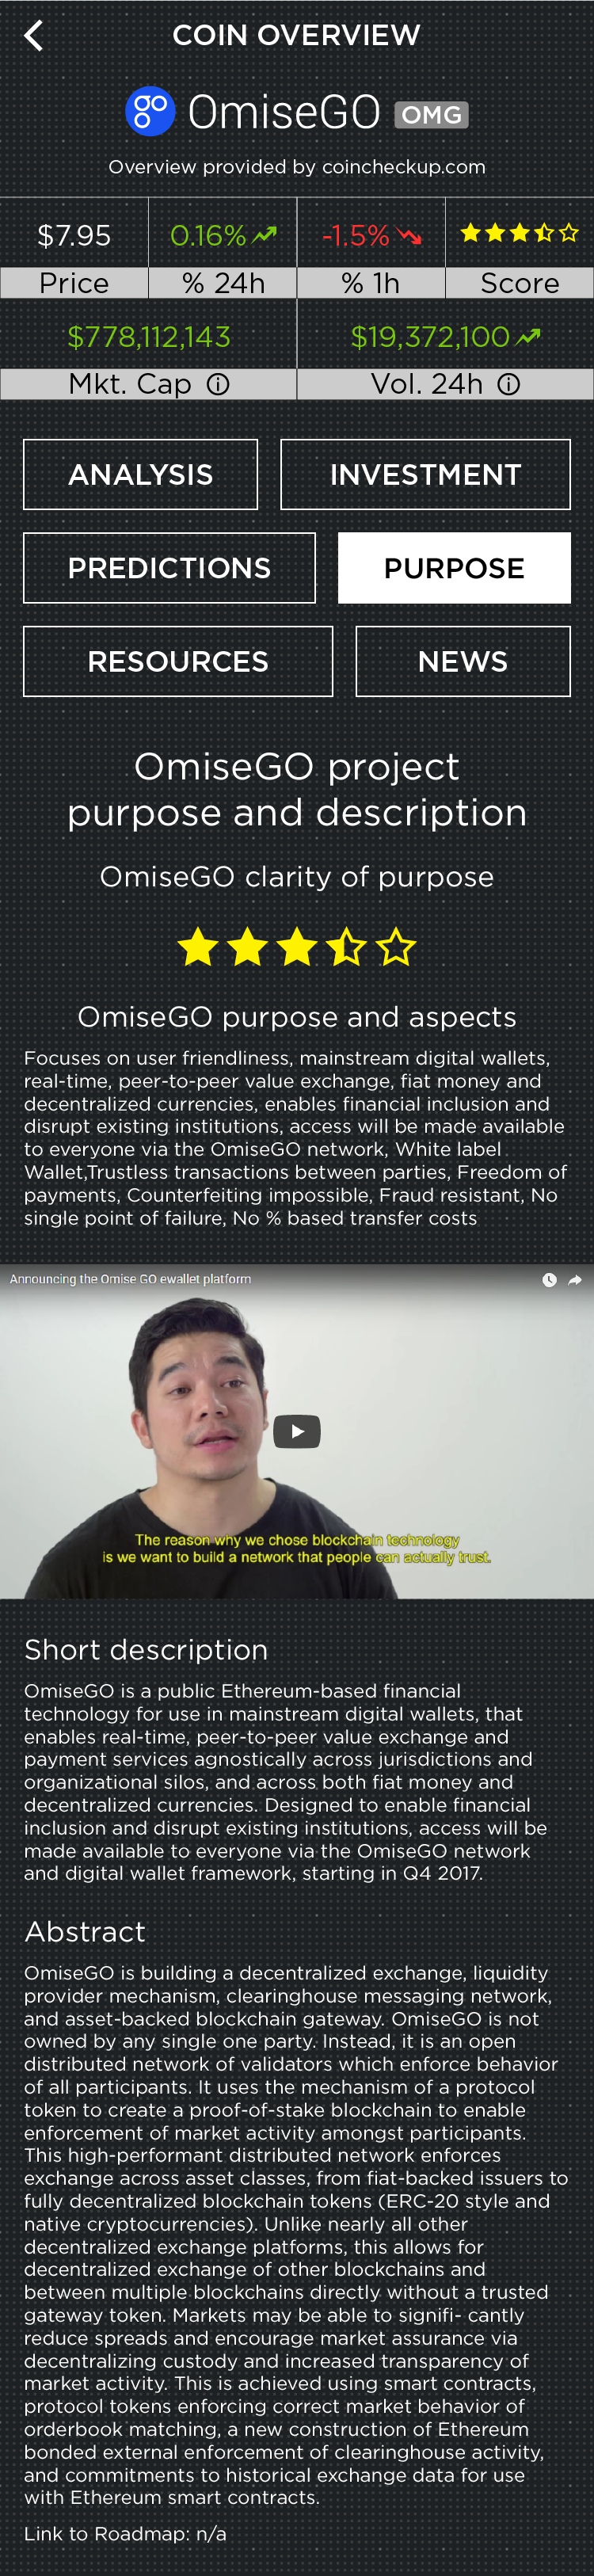 COIN OVERVIEW
OmiseGO OMG
Overview provided by coincheckup.com
$7.95 0.16% -1.5%
Price % 24h % 1h Score
$778,112,143 $19,372,100
Mkt. Cap Vol. 24h
ANALYSIS INVESTMENT
PREDICTIONS PURPOSE
RESOURCES NEWS
OmiseGO project
purpose and description
OmiseGO clarity of purpose
OmiseGO purpose and aspects
Focuses on user friendliness, mainstream digital wallets,
real-time, peer-to-peer value exchange, fiat money and
decentralized currencies, enables financial inclusion and
disrupt existing institutions, access will be made available
to everyone via the OmiseGO network, White label
Wallet,Trustless transactions between parties, Freedom of
payments, Counterfeiting impossible, Fraud resistant, No
single point of failure, No % based transfer costs
Announcing the Omise GO ewallet platform
The reason why we chose blockchain technology
is we want to build a network that people can actually trust.
Short description
OmiseGO is a public Ethereum-based financial
technology for use in mainstream digital wallets, that
enables real-time, peer-to-peer value exchange and
payment services agnostically across jurisdictions and
organizational silos, and across both fiat money and
decentralized currencies. Designed to enable financial
inclusion and disrupt existing institutions, access will be
made available to everyone via the OmiseGO network
and digital wallet framework, starting in Q4 2017.
Abstract
OmiseGO is building a decentralized exchange, liquidity
provider mechanism, clearinghouse messaging network,
and asset-backed blockchain gateway. OmiseGO is not
owned by any single one party. Instead, it is an open
distributed network of validators which enforce behavior
of all participants. It uses the mechanism of a protocol
token to create a proof-of-stake blockchain to enable
enforcement of market activity amongst participants.
This high-performant distributed network enforces
exchange across asset classes, from fiat-backed issuers to
fully decentralized blockchain tokens (ERC-20 style and
native cryptocurrencies). Unlike nearly all other
decentralized exchange platforms, this allows for
decentralized exchange of other blockchains and
between multiple blockchains directly without a trusted
gateway token. Markets may be able to signifi- cantly
reduce spreads and encourage market assurance via
decentralizing custody and increased transparency of
market activity. This is achieved using smart contracts,
protocol tokens enforcing correct market behavior of
orderbook matching, a new construction of Ethereum
bonded external enforcement of clearinghouse activity,
and commitments to historical exchange data for use
with Ethereum smart contracts.
Link to Roadmap: n/a